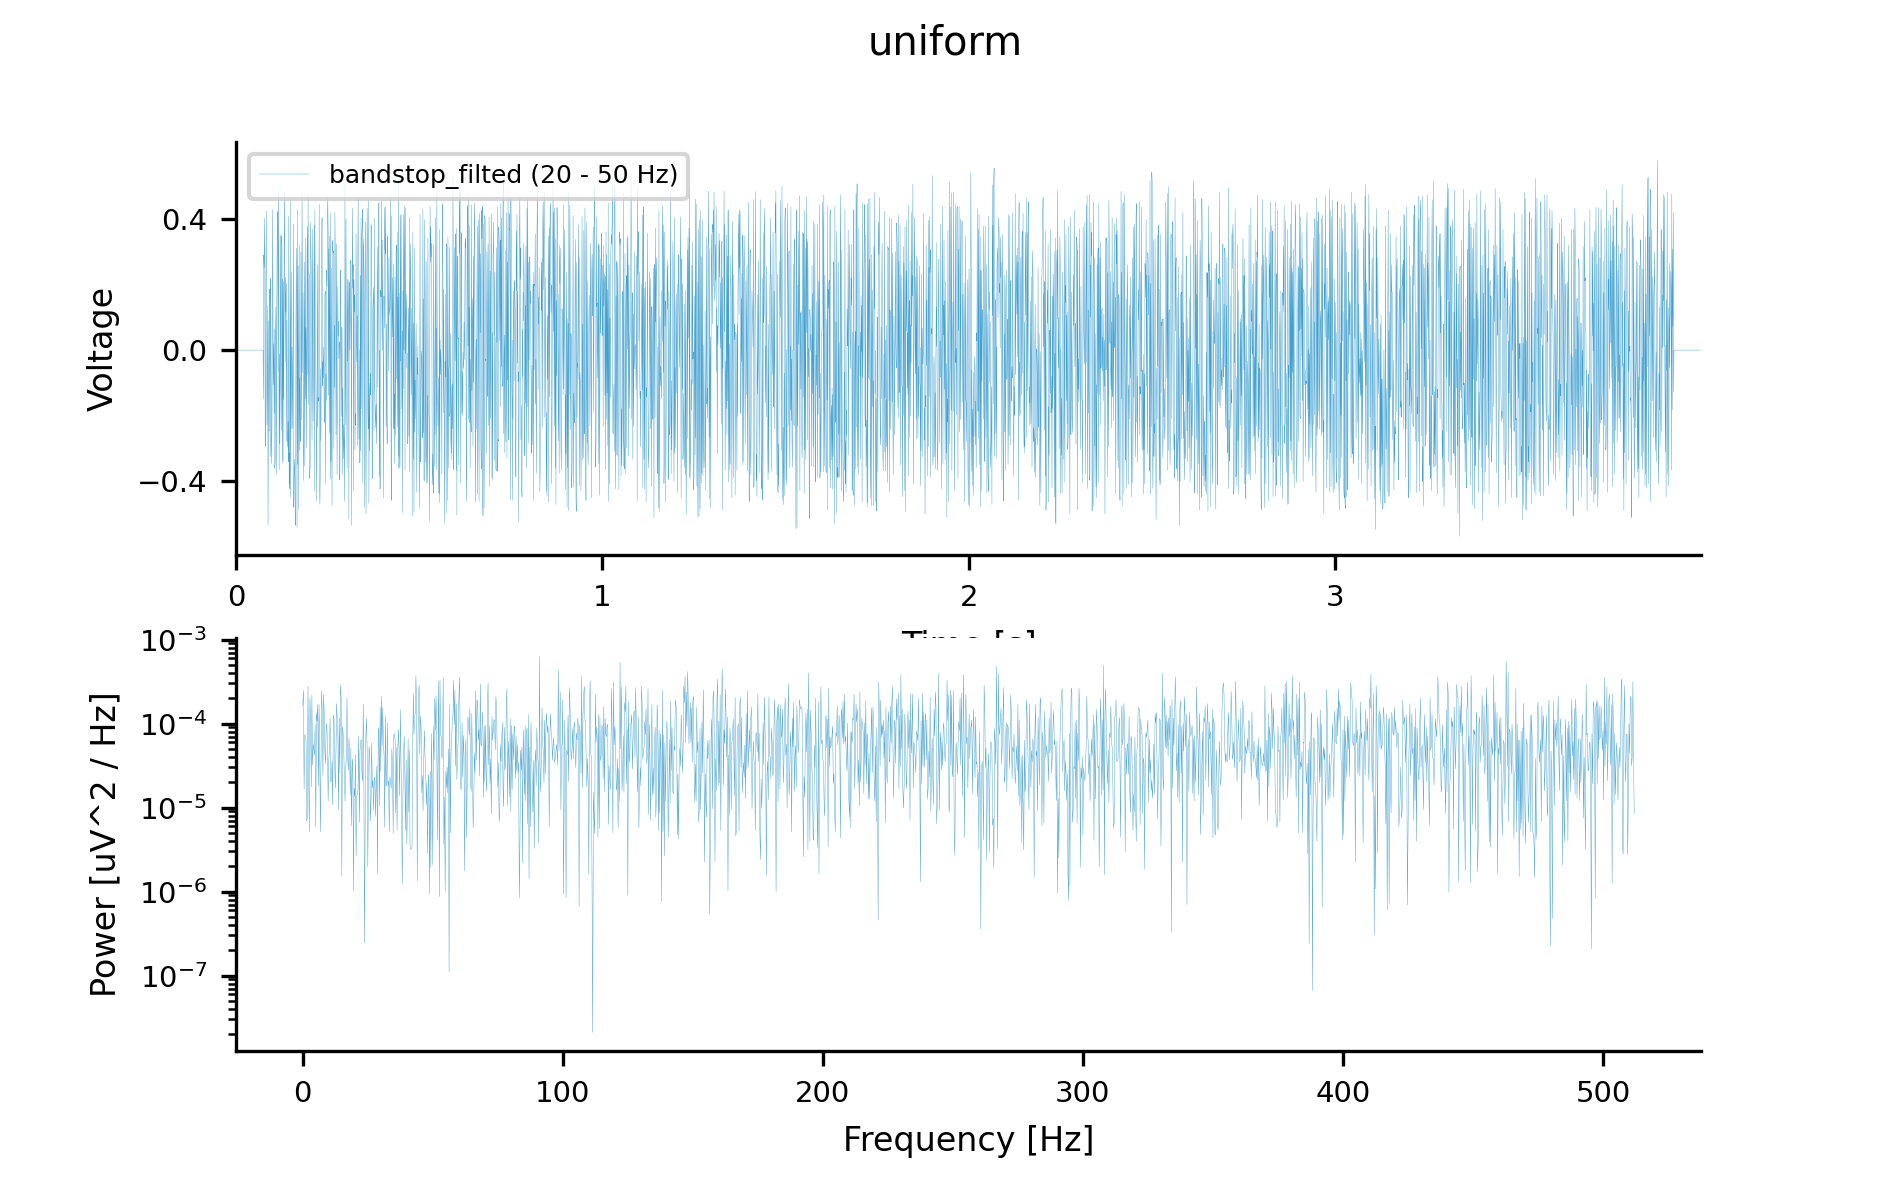 uniform
bandstop_filted (20 - 50 Hz)
0.4
0.0
−0.4
Voltage
0 1 2 3
Time [s]
10⁻³
10⁻⁴
10⁻⁵
10⁻⁶
10⁻⁷
Power [uV^2 / Hz]
0 100 200 300 400 500
Frequency [Hz]